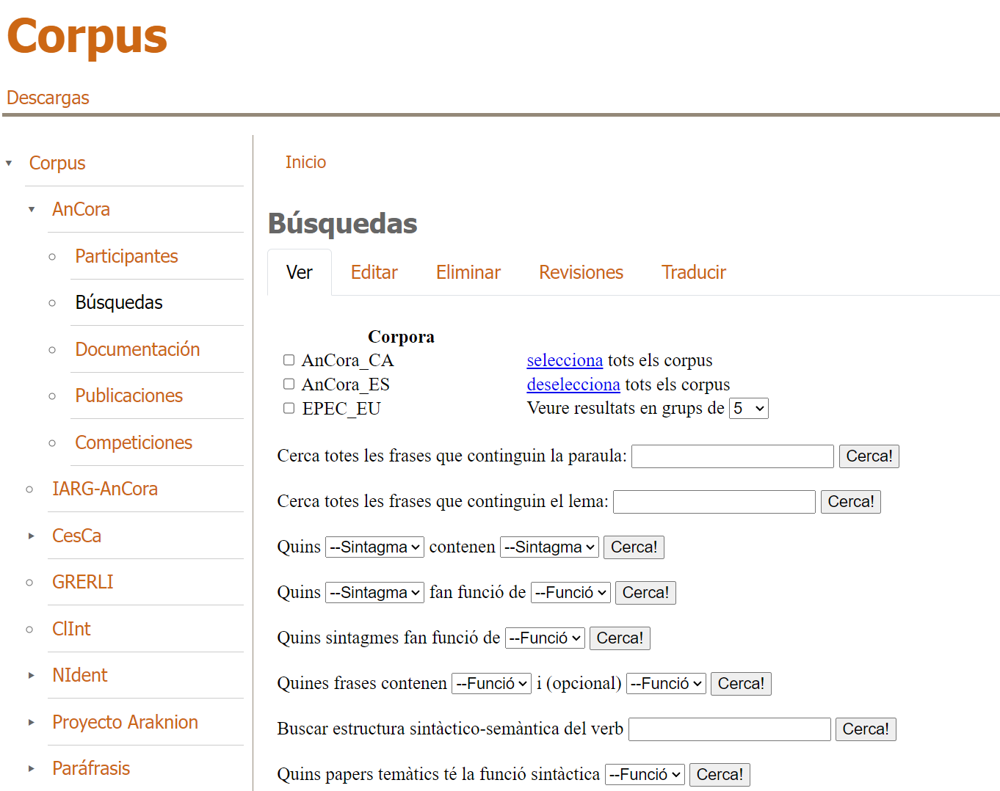 Corpus
Descargas
Corpus
AnCora
Participantes
Búsquedas
Documentación
Publicaciones
Competiciones
IARG-AnCora
CesCa
GRERLI
ClInt
NIdent
Proyecto Araknion
Paráfrasis
Inicio
Búsquedas
Ver Editar Eliminar Revisiones Traducir
Corpora
AnCora_CA selecciona tots els corpus
AnCora_ES deselecciona tots els corpus
EPEC_EU Veure resultats en grups de 5
Cerca totes les frases que continguin la paraula: Cerca!
Cerca totes les frases que continguin el lema: Cerca!
Quins --Sintagma contenen --Sintagma Cerca!
Quins --Sintagma fan funció de --Funció Cerca!
Quins sintagmes fan funció de --Funció Cerca!
Quines frases contenen --Funció i (opcional) --Funció Cerca!
Buscar estructura sintàctico-semàntica del verb Cerca!
Quins papers temàtics té la funció sintàctica --Funció Cerca!